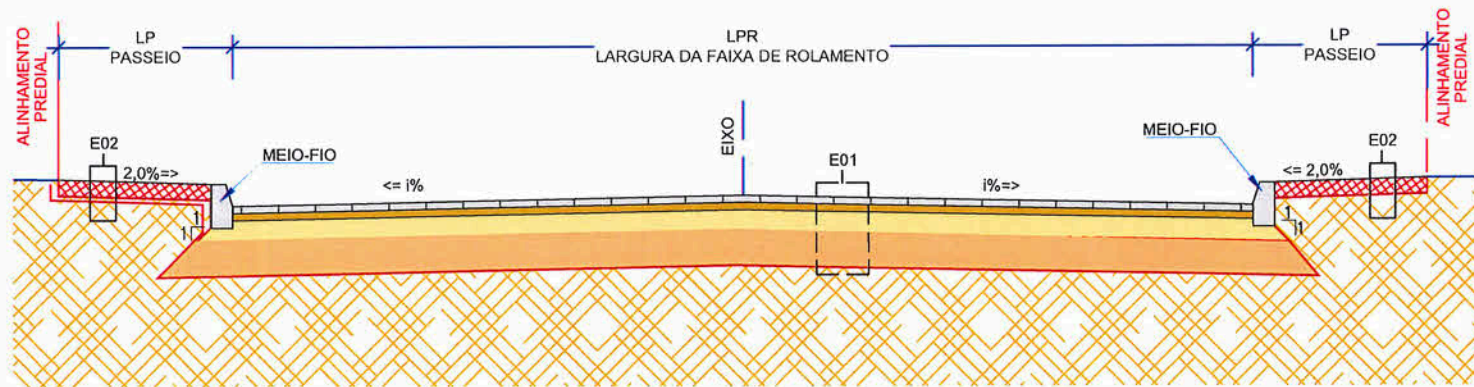 ALINHAMENTO
PREDIAL
LP
PASSEIO
LPR
LARGURA DA FAIXA DE ROLAMENTO
LP
PASSEIO
ALINHAMENTO
PREDIAL
E02
2,0%=>
MEIO-FIO
<= i%
EIXO
E01
i%=>
MEIO-FIO
<= 2,0%
E02
1
1
1
1